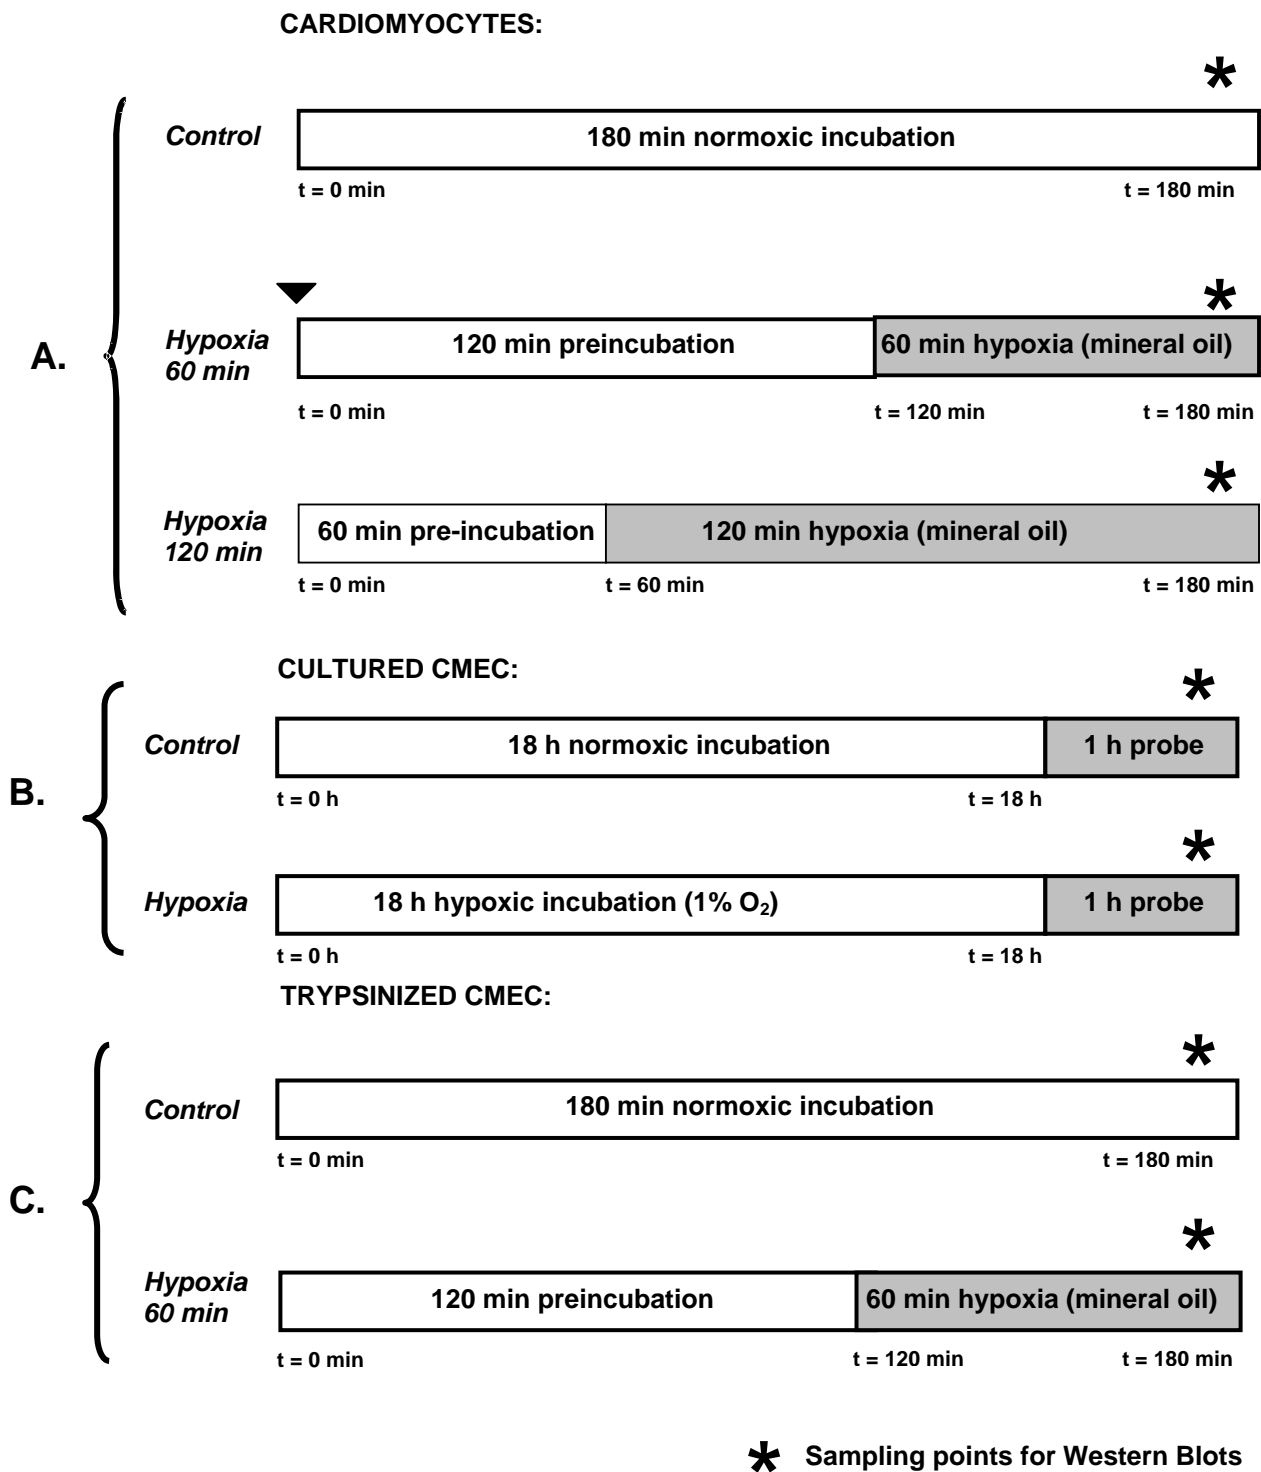 CARDIOMYOCYTES:
*
Control
180 min normoxic incubation
t = 0 min
t = 180 min
A.
*
Hypoxia
60 min
120 min preincubation
60 min hypoxia (mineral oil)
t = 0 min
t = 120 min
t = 180 min
*
Hypoxia
120 min
60 min pre-incubation
120 min hypoxia (mineral oil)
t = 0 min
t = 60 min
t = 180 min
CULTURED CMEC:
*
B.
Control
18 h normoxic incubation
1 h probe
t = 0 h
t = 18 h
*
Hypoxia
18 h hypoxic incubation (1% O₂)
1 h probe
t = 0 h
t = 18 h
TRYPSINIZED CMEC:
*
C.
Control
180 min normoxic incubation
t = 0 min
t = 180 min
*
Hypoxia
60 min
120 min preincubation
60 min hypoxia (mineral oil)
t = 0 min
t = 120 min
t = 180 min
* Sampling points for Western Blots